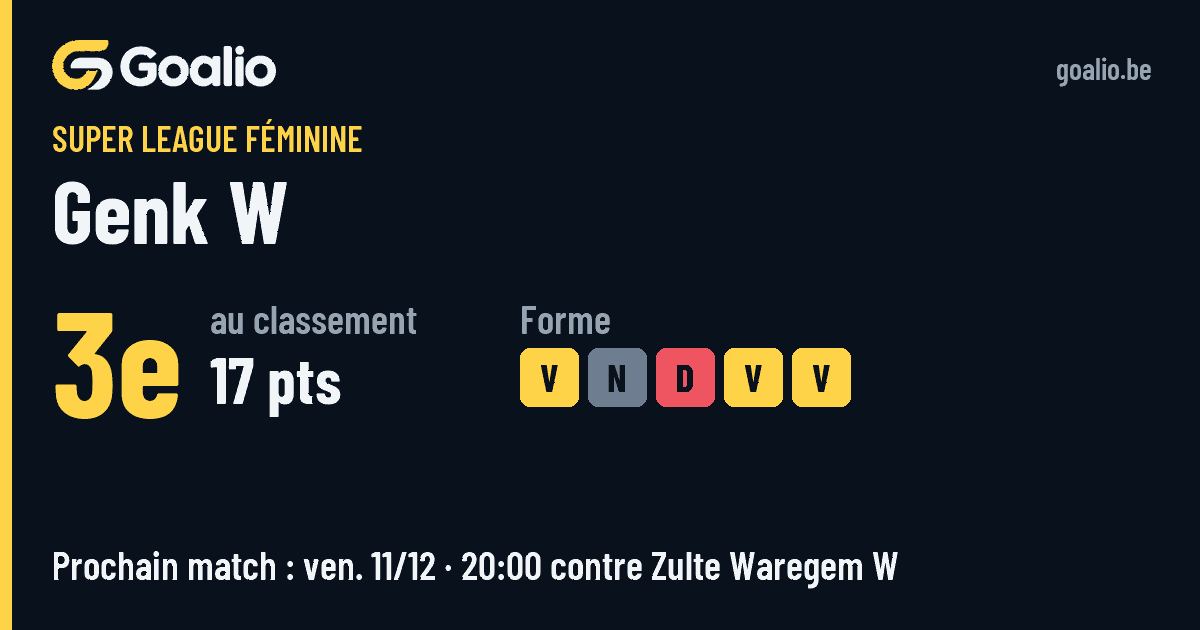 Goalio
goalio.be
SUPER LEAGUE FÉMININE
Genk W
3e
au classement
17 pts
Forme
V N D V V
Prochain match : ven. 11/12 · 20:00 contre Zulte Waregem W